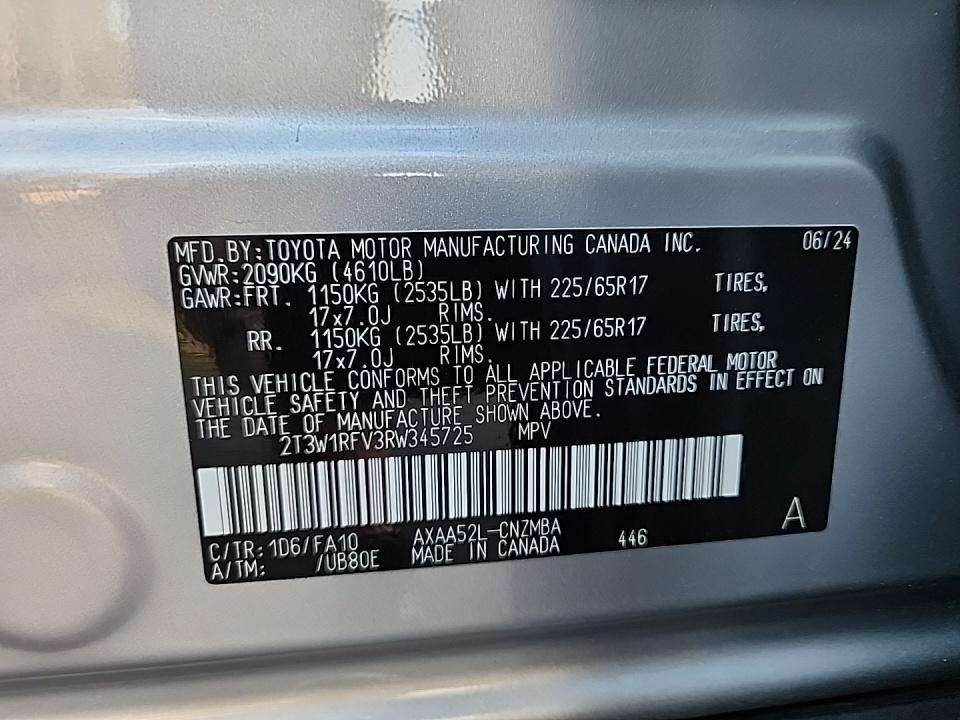 MFD.BY:TOYOTA MOTOR MANUFACTURING CANADA INC. 06/24
GVWR:2090KG (4610LB)
GAWR:FRT. 1150KG (2535LB) WITH 225/65R17 TIRES,
17x7.0J RIMS.
RR. 1150KG (2535LB) WITH 225/65R17 TIRES,
17x7.0J RIMS.
THIS VEHICLE CONFORMS TO ALL APPLICABLE FEDERAL MOTOR
VEHICLE SAFETY AND THEFT PREVENTION STANDARDS IN EFFECT ON
THE DATE OF MANUFACTURE SHOWN ABOVE.
2T3W1RFV3RW345725 MPV
C/TR:1D6/FA10 AXAA52L-CNZMBA 446 A
A/TM: /UB80E MADE IN CANADA